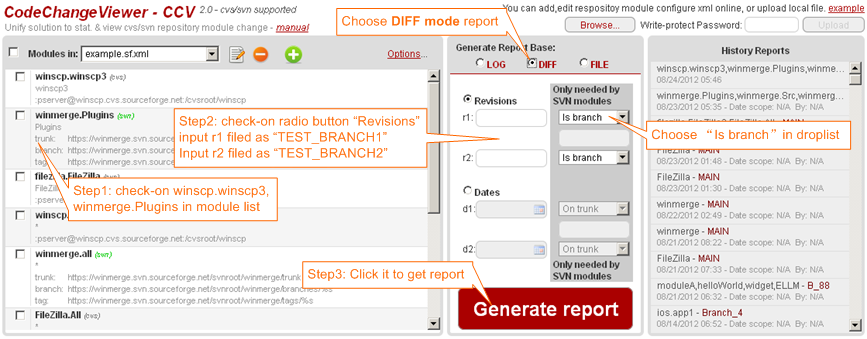 CodeChangeViewer - CCV 2.0 - cvs/svn supported
Unify solution to stat. & view cvs/svn respository module change - manual
You can add,edit respository module configure xml online, or upload local file. example
Browse... Write-protect Password: Upload
Choose DIFF mode report
Modules in: example.sf.xml Options...
winscp.winscp3 (cvs)
winscp3
:pserver@winscp.cvs.sourceforge.net:/cvsroot/winscp
winmerge.Plugins (svn)
Plugins
trunk: https://winmerge.svn.source
branch: https://winmerge.svn.source
tag: https://winmerge.svn.source
filezilla.FileZilla
FileZilla
:pserver
winscp.
*
:pserver@winscp.cvs.sourceforge.net:/cvsroot/winscp
winmerge.all (svn)
*
trunk: https://winmerge.svn.sourceforge.net/svnroot/winmerge/trunk
branch: https://winmerge.svn.sourceforge.net/svnroot/winmerge/branches/%s
tag: https://winmerge.svn.sourceforge.net/svnroot/winmerge/tags/%s
FileZilla.All (svn)
*
Step1: check-on winscp.winscp3,
winmerge.Plugins in module list
Step2: check-on radio button “Revisions”
input r1 filed as “TEST_BRANCH1”
Input r2 filed as “TEST_BRANCH2”
Generate Report Base:
LOG DIFF FILE
Only needed by
SVN modules
Revisions
r1: Is branch
r2: Is branch
Dates
d1: On trunk
d2: On trunk
Only needed by
SVN modules
Choose “Is branch” in droplist
Step3: Click it to get report
Generate report
History Reports
winscp.winscp3,winmerge.Plugins,winme...
08/24/2012 05:46
winmerge.Plugins,winmerge.Src,winmerg...
08/23/2012 05:35 - Date scope: N/A By: N/A
FileZilla - MAIN
08/23/2012 01:48 - Date scope: N/A By: N/A
FileZilla - MAIN
08/23/2012 01:30 - Date scope: N/A By: N/A
winmerge - MAIN
08/22/2012 02:49 - Date scope: N/A By: N/A
winmerge - MAIN
08/21/2012 08:22 - Date scope: N/A By: N/A
FileZilla - MAIN
08/21/2012 07:33 - Date scope: N/A By: N/A
moduleA,helloWorld,widget,ELLM - B_88
08/21/2012 03:30 - Date scope: N/A By: N/A
ios.app1 - Branch_4
08/14/2012 06:52 - Date scope: N/A By: N/A